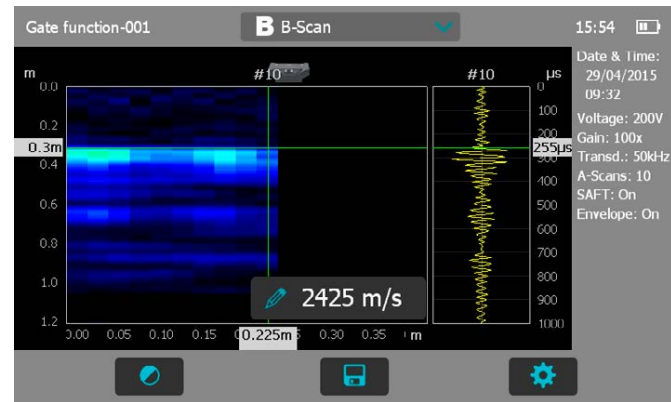 Gate function-001
B B-Scan
15:54
m
#10
#10
µs
0.0
0.2
0.3m
0.4
0.6
0.8
1.0
1.2
0.00 0.05 0.10 0.15 0.225m 0.30 0.35 m
2425 m/s
0
100
200
255µs
300
400
500
600
700
800
900
1000
Date & Time:
29/04/2015
09:32
Voltage: 200V
Gain: 100x
Transd.: 50kHz
A-Scans: 10
SAFT: On
Envelope: On